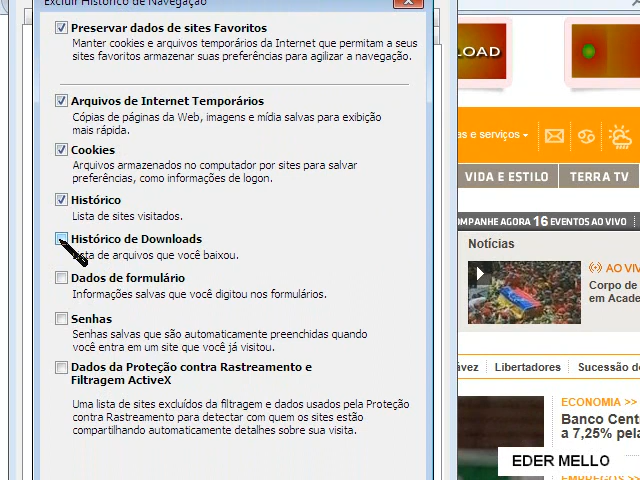 Excluir Histórico de Navegação
Preservar dados de sites Favoritos
Manter cookies e arquivos temporários da Internet que permitam a seus
sites favoritos armazenar suas preferências para agilizar a navegação.
Arquivos de Internet Temporários
Cópias de páginas da Web, imagens e mídia salvas para exibição
mais rápida.
Cookies
Arquivos armazenados no computador por sites para salvar
preferências, como informações de logon.
Histórico
Lista de sites visitados.
Histórico de Downloads
Lista de arquivos que você baixou.
Dados de formulário
Informações salvas que você digitou nos formulários.
Senhas
Senhas salvas que são automaticamente preenchidas quando
você entra em um site que você já visitou.
Dados da Proteção contra Rastreamento e
Filtragem ActiveX
Uma lista de sites excluídos da filtragem e dados usados pela Proteção
contra Rastreamento para detectar com quem os sites estão
compartilhando automaticamente detalhes sobre sua visita.
LOAD
as e serviços
VIDA E ESTILO
TERRA TV
OMPANHE AGORA 16 EVENTOS AO VIVO
Notícias
AO VIV
Corpo de
em Acade
ávez
Libertadores
Sucessão d
ECONOMIA >>
Banco Cent
a 7,25% pela
EDER MELLO
EMPREGOS >>